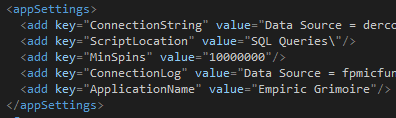 <appSettings>
<add key="ConnectionString" value="Data Source = derco
<add key="ScriptLocation" value="SQL Queries\"/>
<add key="MinSpins" value="10000000"/>
<add key="ConnectionLog" value="Data Source = fpmicfun
<add key="ApplicationName" value="Empiric Grimoire"/>
</appSettings>